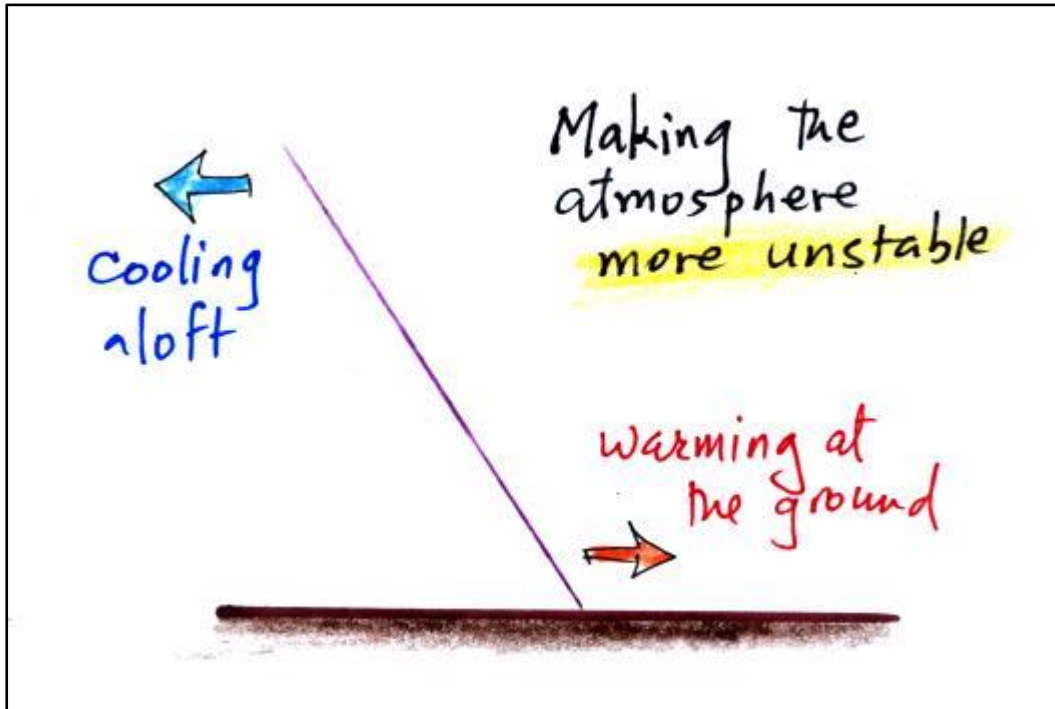 Making the
atmosphere
more unstable
Cooling
aloft
warming at
the ground